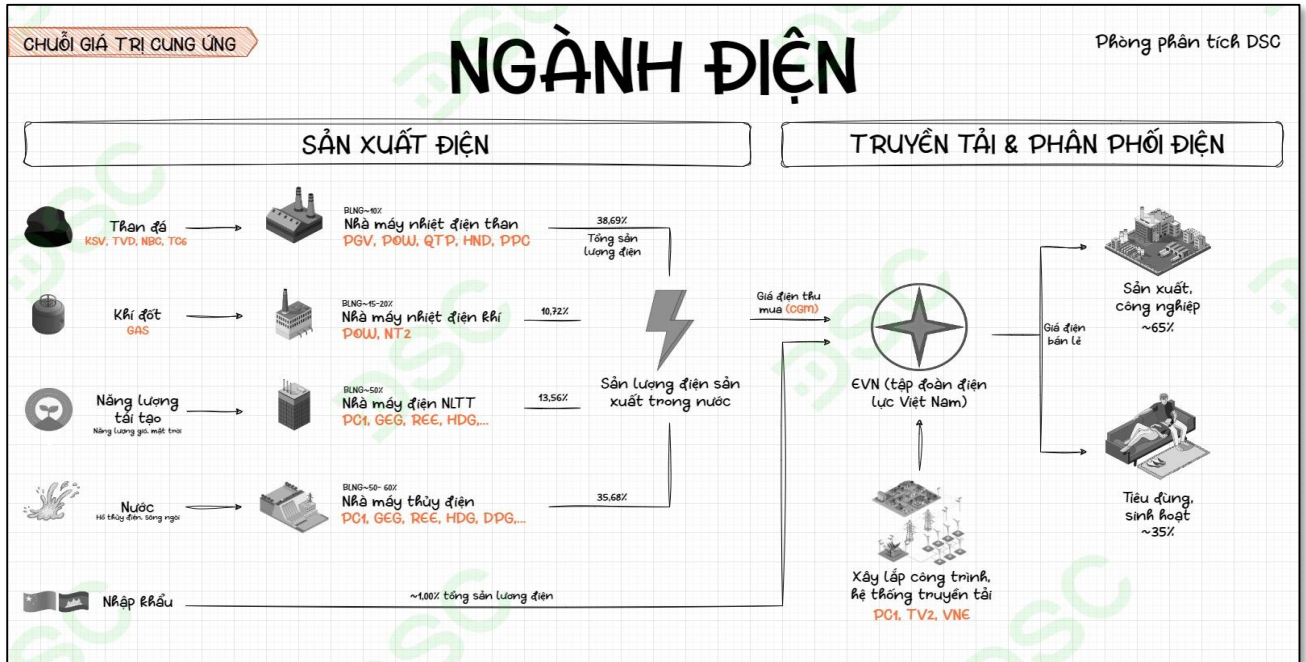 CHUỖI GIÁ TRỊ CUNG ỨNG
NGÀNH ĐIỆN
Phòng phân tích DSC
SẢN XUẤT ĐIỆN
TRUYỀN TẢI & PHÂN PHỐI ĐIỆN
Than đá
KSV, TVD, NBC, TC6
BLNG~10%
Nhà máy nhiệt điện than
PGV, POW, QTP, HND, PPC
38,69%
Tổng sản
lượng điện
Khí đốt
GAS
BLNG~15-20%
Nhà máy nhiệt điện khí
POW, NT2
10,72%
Năng lượng
tái tạo
Năng lượng gió, mặt trời
BLNG~50%
Nhà máy điện NLTT
PC1, GEG, REE, HDG,...
13,56%
Nước
Hồ thủy điện, sông ngòi
BLNG~50- 60%
Nhà máy thủy điện
PC1, GEG, REE, HDG, DPG,...
35,68%
Nhập khẩu
~1,00% tổng sản lượng điện
Sản lượng điện sản
xuất trong nước
Giá điện thu
mua (CGM)
EVN (tập đoàn điện
lực Việt Nam)
Xây lắp công trình,
hệ thống truyền tải
PC1, TV2, VNE
Giá điện
bán lẻ
Sản xuất,
công nghiệp
~65%
Tiêu dùng,
sinh hoạt
~35%
DSC